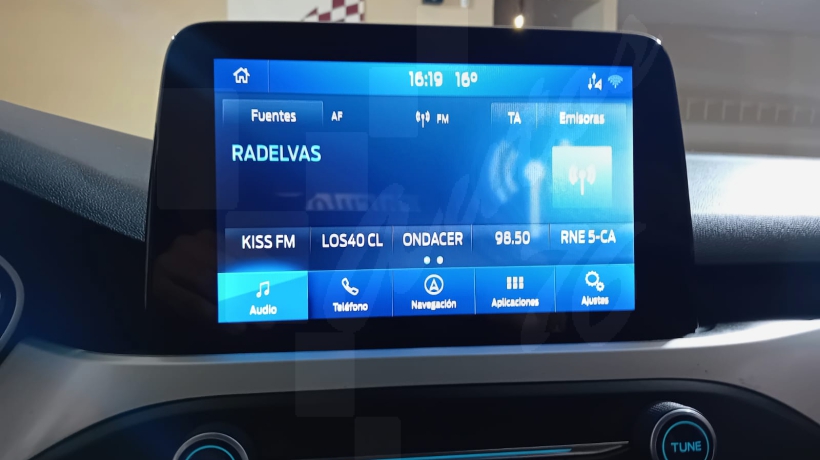 16:19 16º
Fuentes AF FM TA Emisoras
RADELVAS
KISS FM LOS40 CL ONDACER 98.50 RNE 5-CA
Audio Teléfono Navegación Aplicaciones Ajustes
TUNE